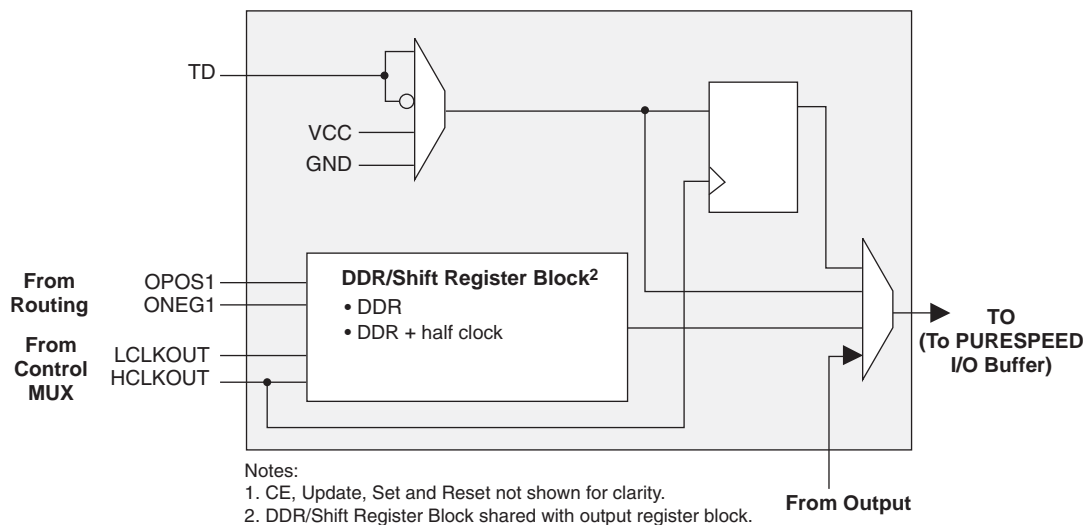 TD
VCC
GND
From
Routing
OPOS1
ONEG1
From
Control
MUX
LCLKOUT
HCLKOUT
DDR/Shift Register Block²
• DDR
• DDR + half clock
TO
(To PURESPEED
I/O Buffer)
From Output
Notes:
1. CE, Update, Set and Reset not shown for clarity.
2. DDR/Shift Register Block shared with output register block.